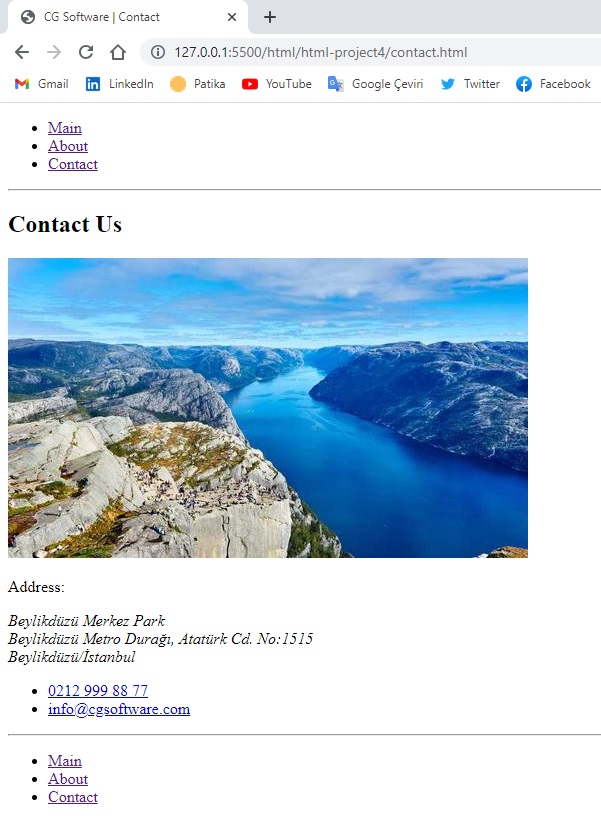 CG Software | Contact
127.0.0.1:5500/html/html-project4/contact.html
Gmail LinkedIn Patika YouTube Google Çeviri Twitter Facebook
Main
About
Contact
Contact Us
Address:
Beylikdüzü Merkez Park
Beylikdüzü Metro Durağı, Atatürk Cd. No:1515
Beylikdüzü/İstanbul
0212 999 88 77
info@cgsoftware.com
Main
About
Contact